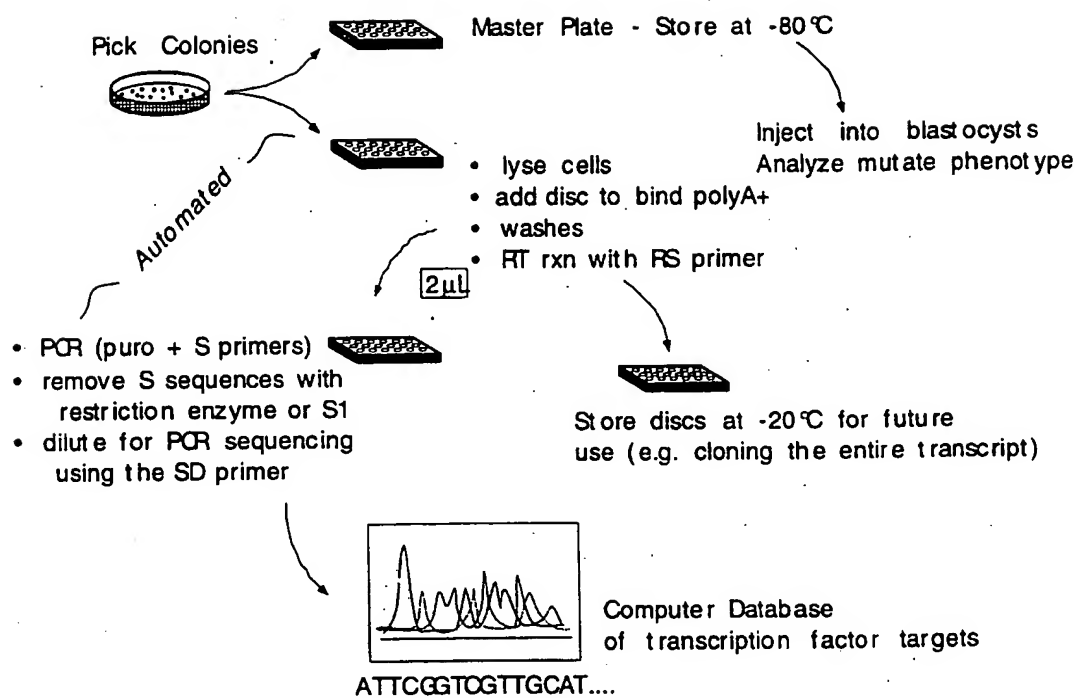 Pick Colonies
Master Plate - Store at -80°C
Inject into blastocysts
Analyze mutate phenotype
Automated
• lyse cells
• add disc to bind polyA+
• washes
• RT rxn with RS primer
2µL
• PCR (puro + S primers)
• remove S sequences with
restriction enzyme or S1
• dilute for PCR sequencing
using the SD primer
Store discs at -20°C for future
use (e.g. cloning the entire transcript)
Computer Database
of transcription factor targets
ATTCGGTCGTTGCAT....